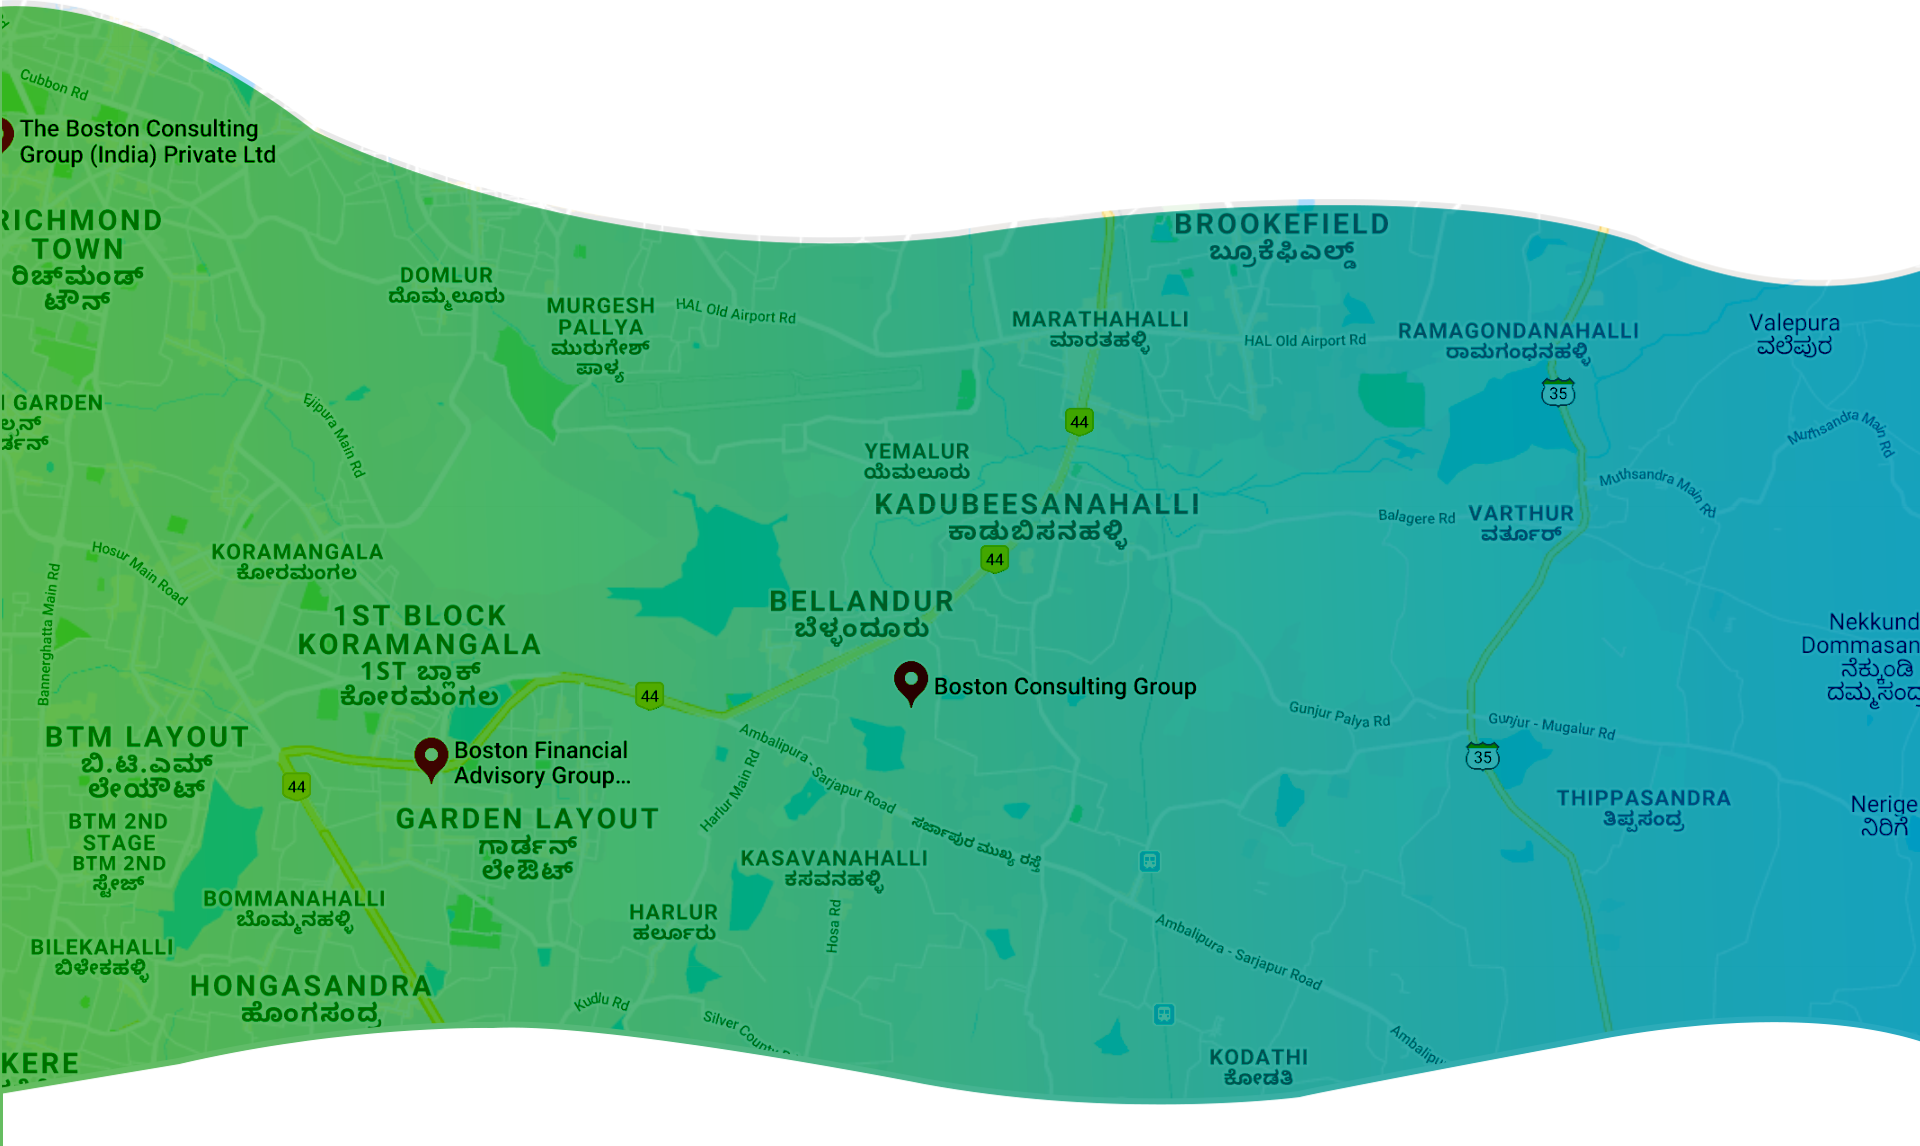 Cubbon Rd
The Boston Consulting
Group (India) Private Ltd
RICHMOND
TOWN
ರಿಚ್‌ಮಂಡ್
ಟೌನ್
BROOKEFIELD
ಬ್ರೂಕೆಫಿಎಲ್ಡ್
DOMLUR
ದೊಮ್ಮಲೂರು
MURGESH
PALLYA
ಮುರುಗೇಶ್
ಪಾಳ್ಯ
HAL Old Airport Rd
MARATHAHALLI
ಮಾರತಹಳ್ಳಿ
HAL Old Airport Rd
RAMAGONDANAHALLI
ರಾಮಗಂಧನಹಳ್ಳಿ
Valepura
ವಲೆಪುರ
35
GARDEN
Ejipura Main Rd
44
Muthsandra Main Rd
YEMALUR
ಯೆಮಲೂರು
KADUBEESANAHALLI
ಕಾಡುಬಿಸನಹಳ್ಳಿ
Muthsandra Main Rd
Balagere Rd
VARTHUR
ವರ್ತೂರ್
44
Hosur Main Road
KORAMANGALA
ಕೋರಮಂಗಲ
Bannerghatta Main Rd
1ST BLOCK
KORAMANGALA
1ST ಬ್ಲಾಕ್
ಕೋರಮಂಗಲ
BELLANDUR
ಬೆಳ್ಳಂದೂರು
Nekkund
Dommasan
ನೆಕ್ಕುಂಡಿ
ದಮ್ಮಸಂದ್ರ
44
Boston Consulting Group
Gunjur Palya Rd
Gunjur - Mugalur Rd
35
BTM LAYOUT
ಬಿ.ಟಿ.ಎಮ್
ಲೇಯೌಟ್
44
Boston Financial
Advisory Group...
Ambalipura - Sarjapur Road
Harlur Main Rd
THIPPASANDRA
ತಿಪ್ಪಸಂದ್ರ
Nerige
ನಿರಿಗೆ
GARDEN LAYOUT
ಗಾರ್ಡನ್
ಲೇಔಟ್
BTM 2ND
STAGE
BTM 2ND
ಸ್ಟೇಜ್
ಸರ್ಜಾಪುರ ಮುಖ್ಯ ರಸ್ತೆ
KASAVANAHALLI
ಕಸವನಹಳ್ಳಿ
BOMMANAHALLI
ಬೊಮ್ಮನಹಳ್ಳಿ
HARLUR
ಹರ್ಲೂರು
Hosa Rd
Ambalipura - Sarjapur Road
BILEKAHALLI
ಬಿಳೇಕಹಳ್ಳಿ
HONGASANDRA
ಹೊಂಗಸಂದ್ರ
Kudlu Rd
Silver County R
Ambalipu
KODATHI
ಕೋಡತಿ
KERE